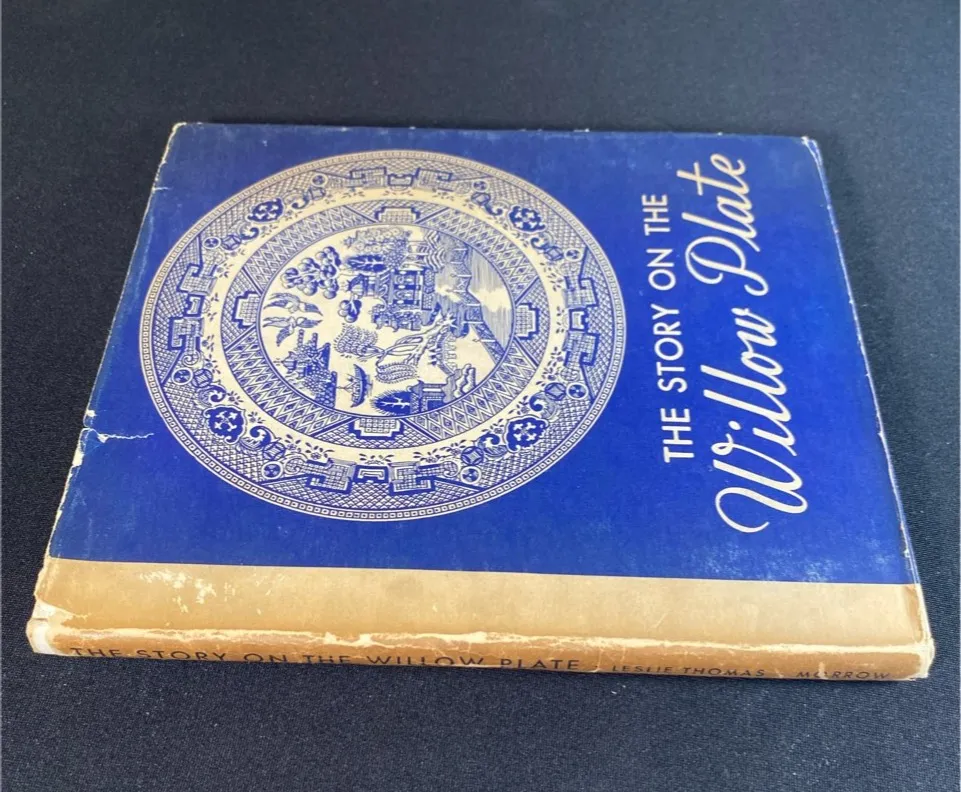 THE STORY ON THE
Willow Plate
THE STORY ON THE WILLOW PLATE LESLIE THOMAS MORROW